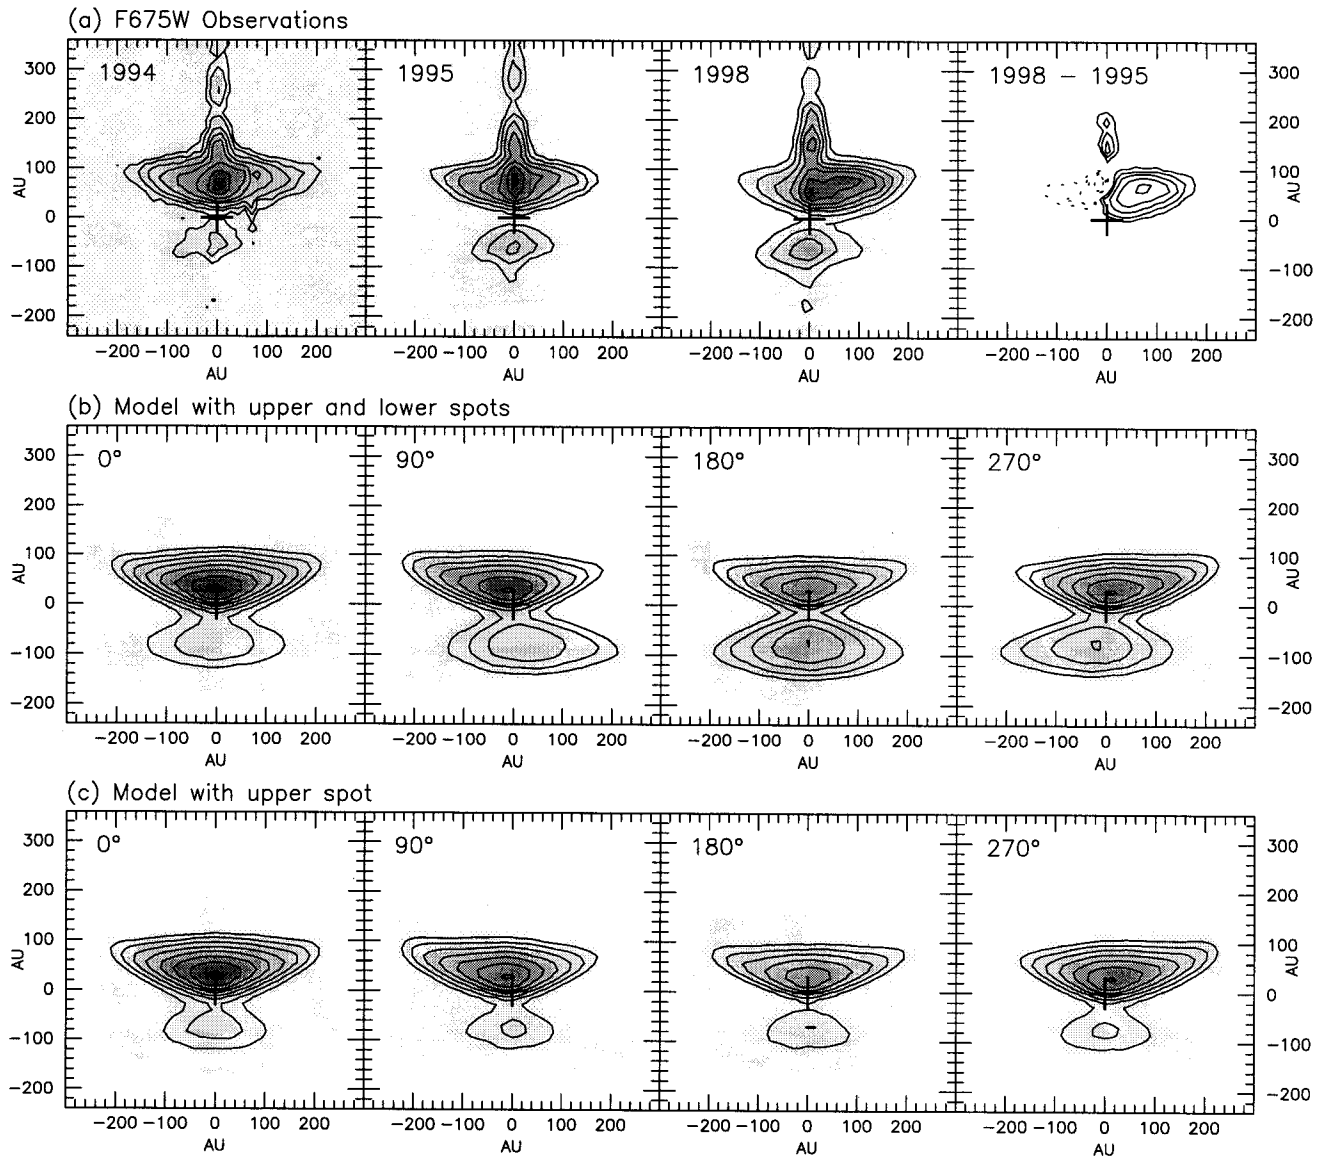 (a) F675W Observations
1994 1995 1998 1998 − 1995
300 200 100 0 −100 −200
AU
300 200 100 0 −100 −200
AU
−200 −100 0 100 200 −200 −100 0 100 200 −200 −100 0 100 200 −200 −100 0 100 200
AU AU AU AU
(b) Model with upper and lower spots
0° 90° 180° 270°
300 200 100 0 −100 −200
AU
300 200 100 0 −100 −200
AU
−200 −100 0 100 200 −200 −100 0 100 200 −200 −100 0 100 200 −200 −100 0 100 200
AU AU AU AU
(c) Model with upper spot
0° 90° 180° 270°
300 200 100 0 −100 −200
AU
300 200 100 0 −100 −200
AU
−200 −100 0 100 200 −200 −100 0 100 200 −200 −100 0 100 200 −200 −100 0 100 200
AU AU AU AU